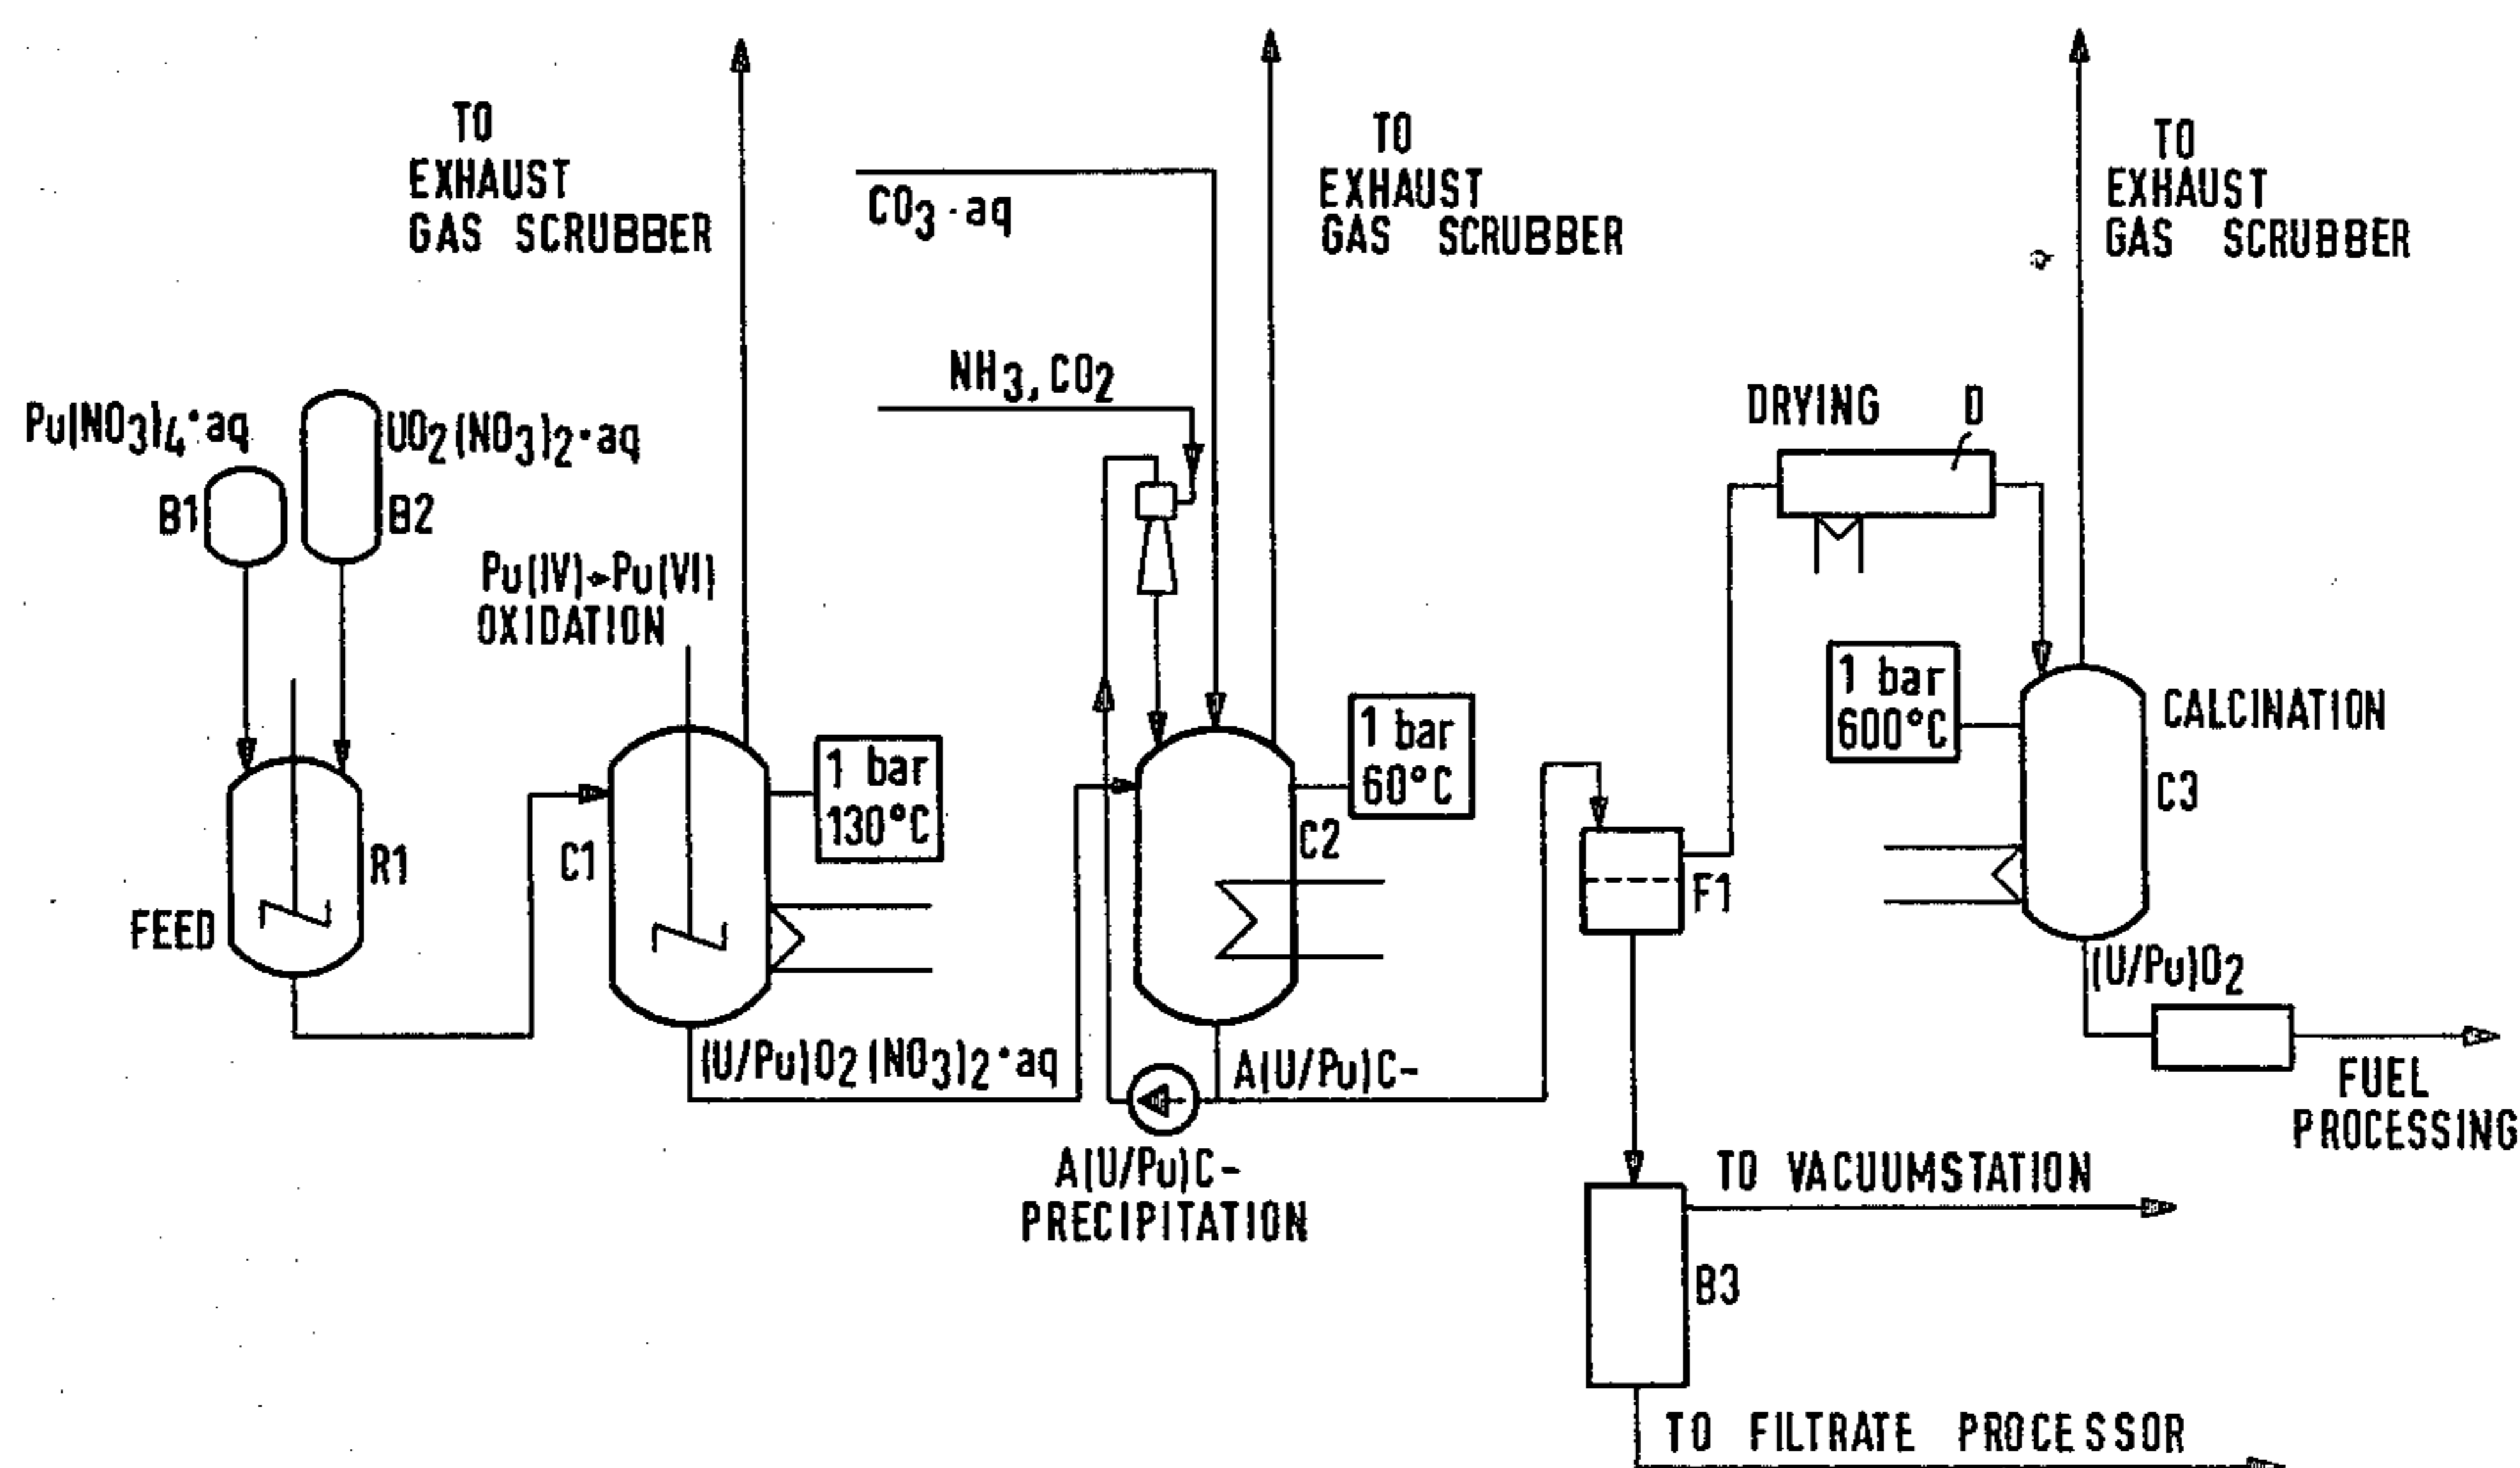 TO
EXHAUST
GAS SCRUBBER
CO3·aq
TO
EXHAUST
GAS SCRUBBER
TO
EXHAUST
GAS SCRUBBER
NH3, CO2
Pu(NO3)4·aq
UO2(NO3)2·aq
B1
B2
DRYING D
Pu(IV)→Pu(VI)
OXIDATION
1 bar
130°C
1 bar
60°C
1 bar
600°C
CALCINATION
C1
C2
C3
R1
FEED
F1
(U/Pu)O2(NO3)2·aq
A(U/Pu)C-
(U/Pu)O2
FUEL
PROCESSING
A(U/Pu)C-
PRECIPITATION
TO VACUUMSTATION
B3
TO FILTRATE PROCESSOR